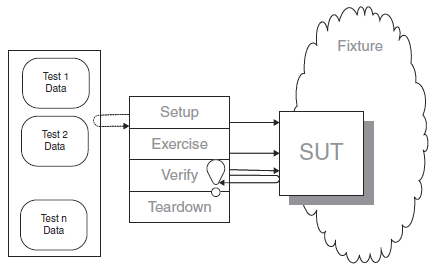 Test 1
Data
Test 2
Data
Test n
Data
Setup
Exercise
Verify
Teardown
SUT
Fixture